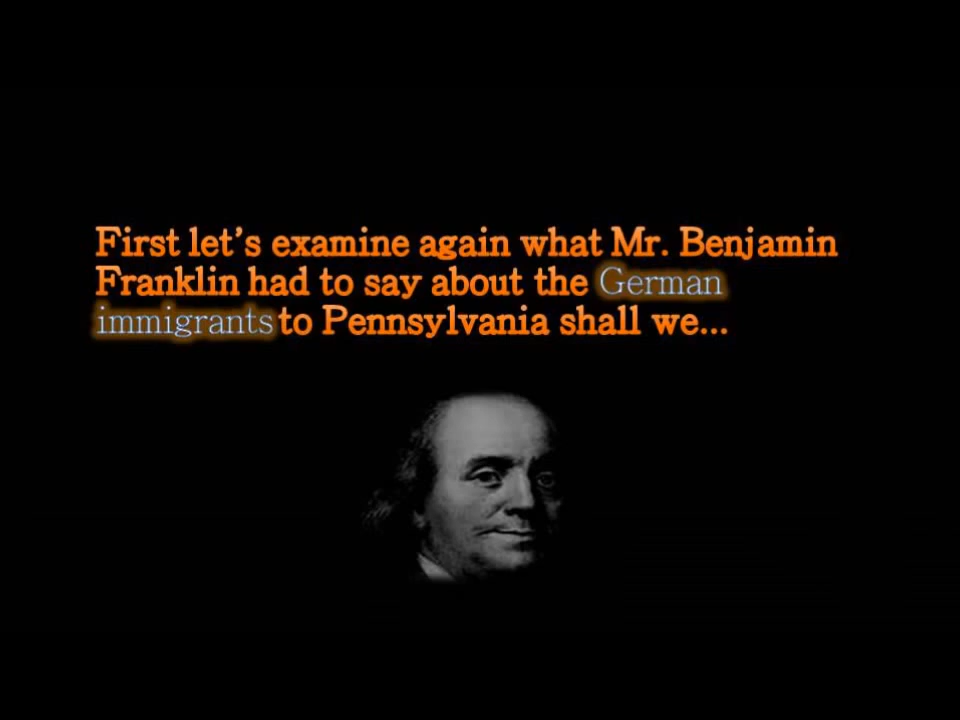 First let’s examine again what Mr. Benjamin
Franklin had to say about the German
immigrants to Pennsylvania shall we...